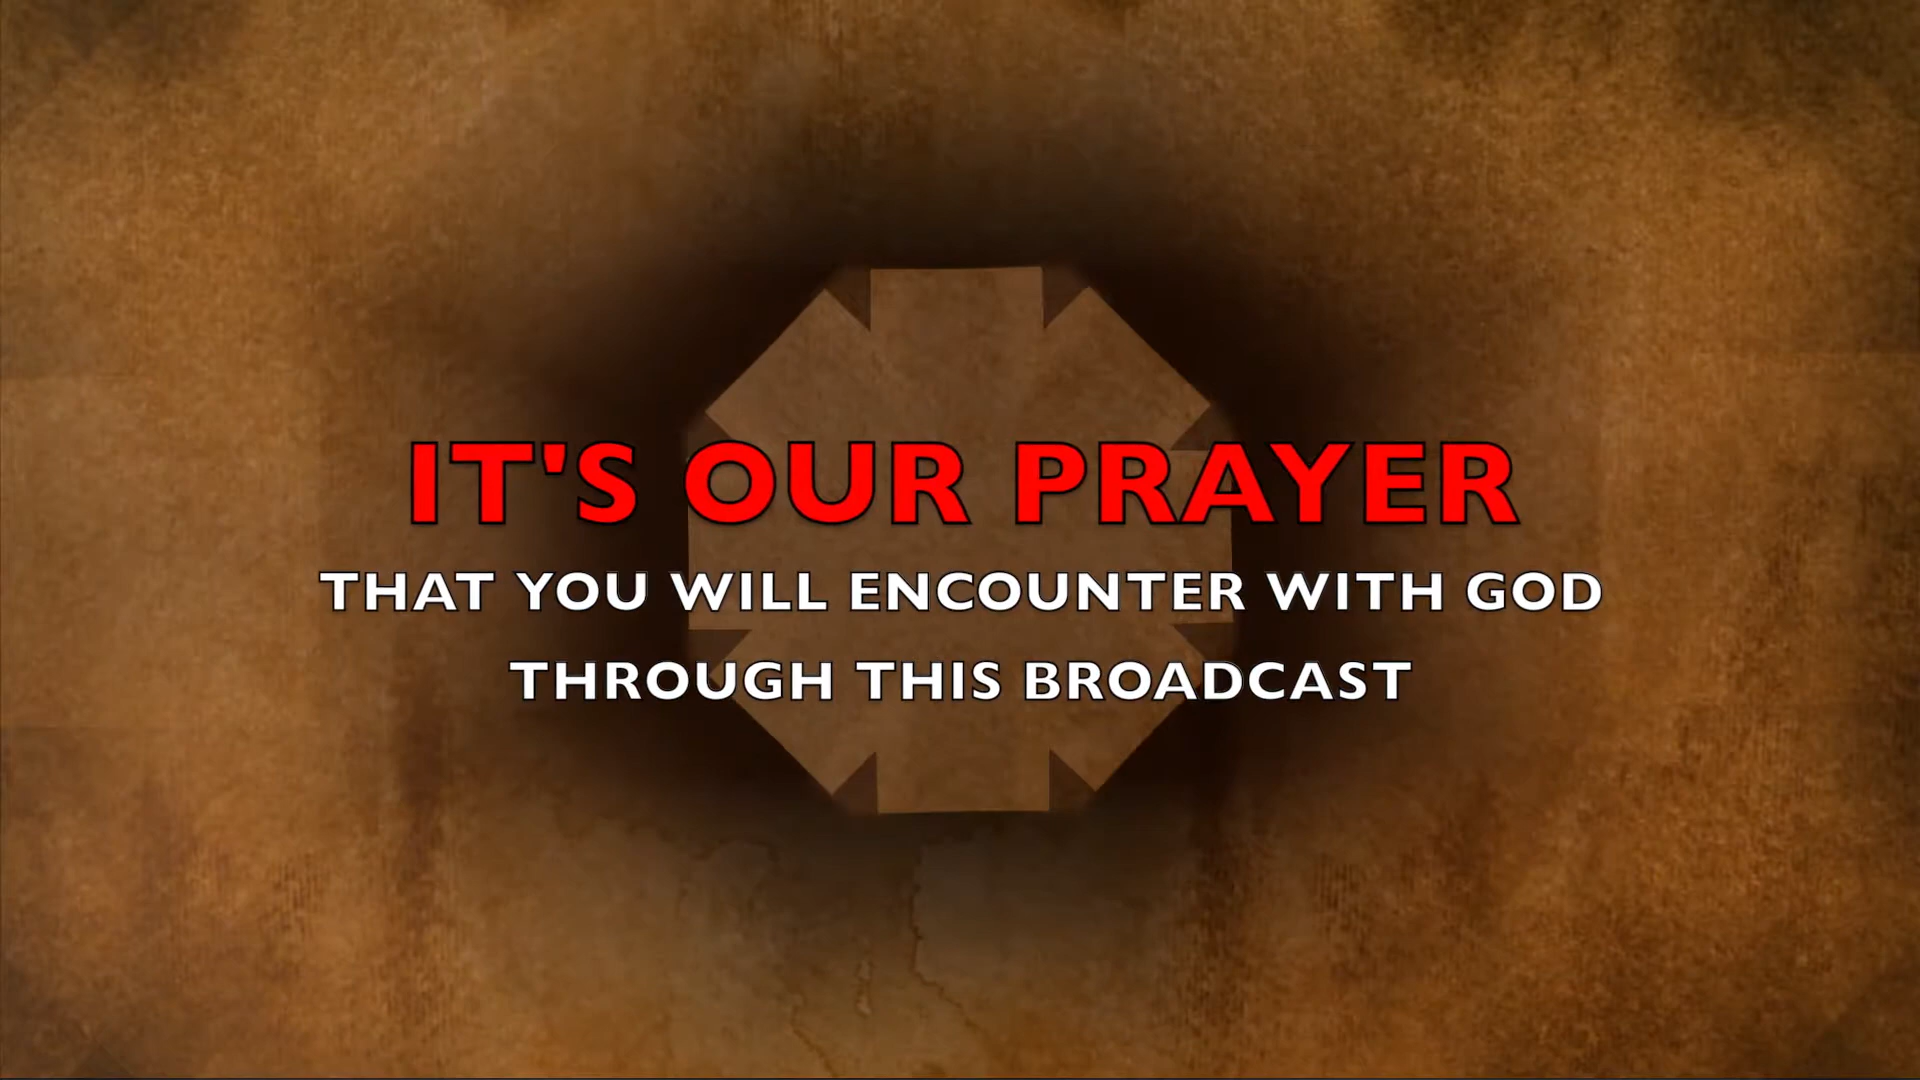 IT'S OUR PRAYER
THAT YOU WILL ENCOUNTER WITH GOD
THROUGH THIS BROADCAST